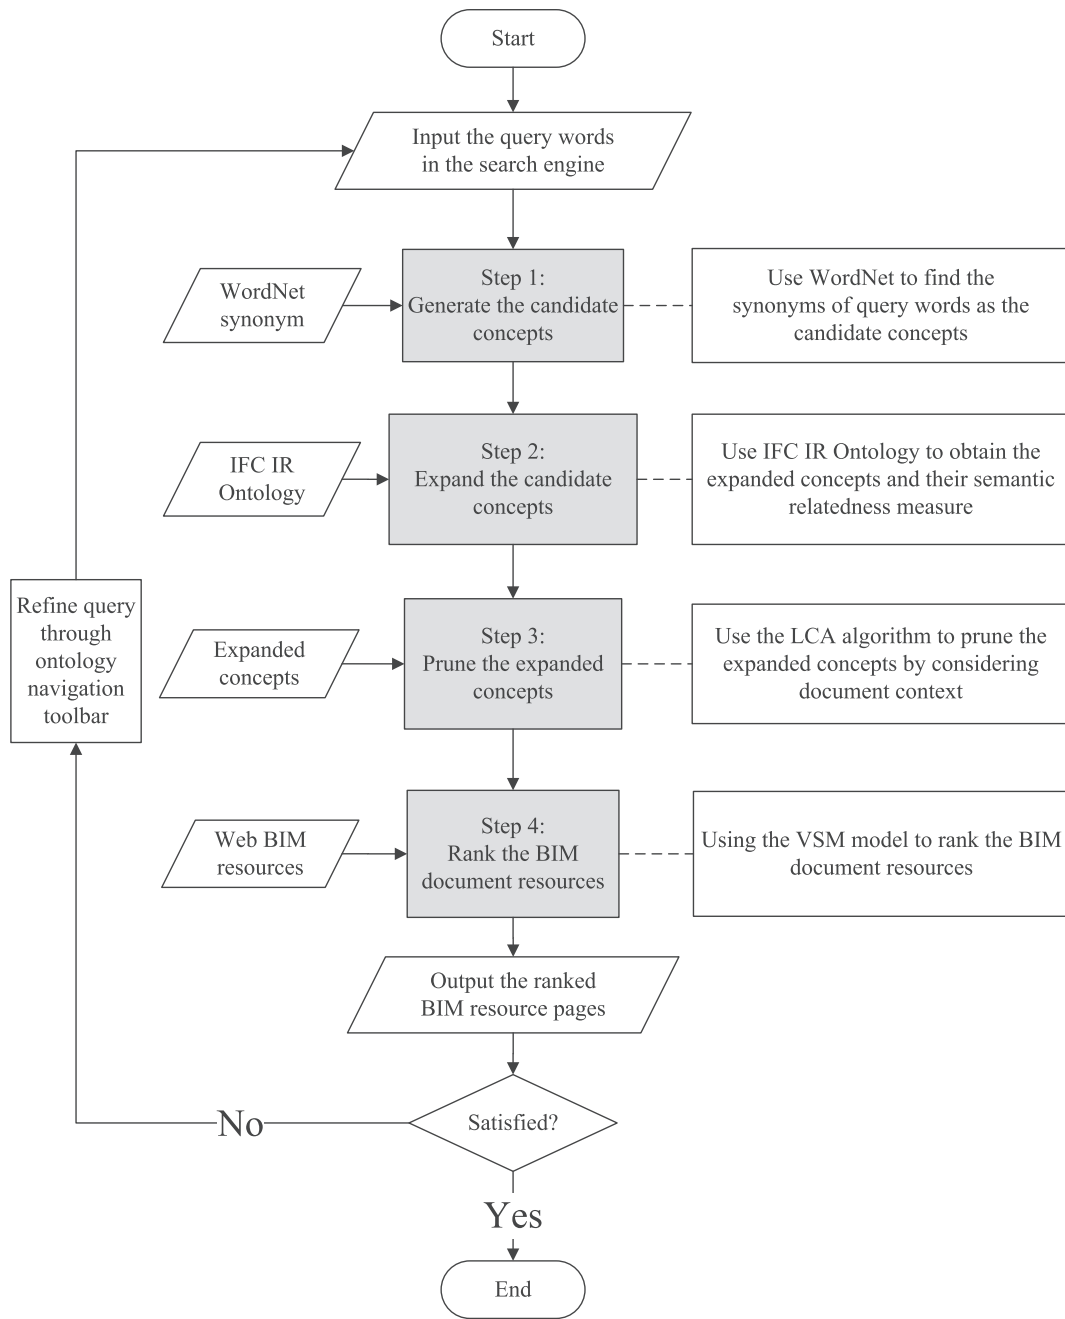 Start
Input the query words
in the search engine
WordNet
synonym
Step 1:
Generate the candidate
concepts
Use WordNet to find the
synonyms of query words as the
candidate concepts
IFC IR
Ontology
Step 2:
Expand the candidate
concepts
Use IFC IR Ontology to obtain the
expanded concepts and their semantic
relatedness measure
Refine query
through
ontology
navigation
toolbar
Expanded
concepts
Step 3:
Prune the expanded
concepts
Use the LCA algorithm to prune the
expanded concepts by considering
document context
Web BIM
resources
Step 4:
Rank the BIM
document resources
Using the VSM model to rank the BIM
document resources
Output the ranked
BIM resource pages
Satisfied?
No
Yes
End